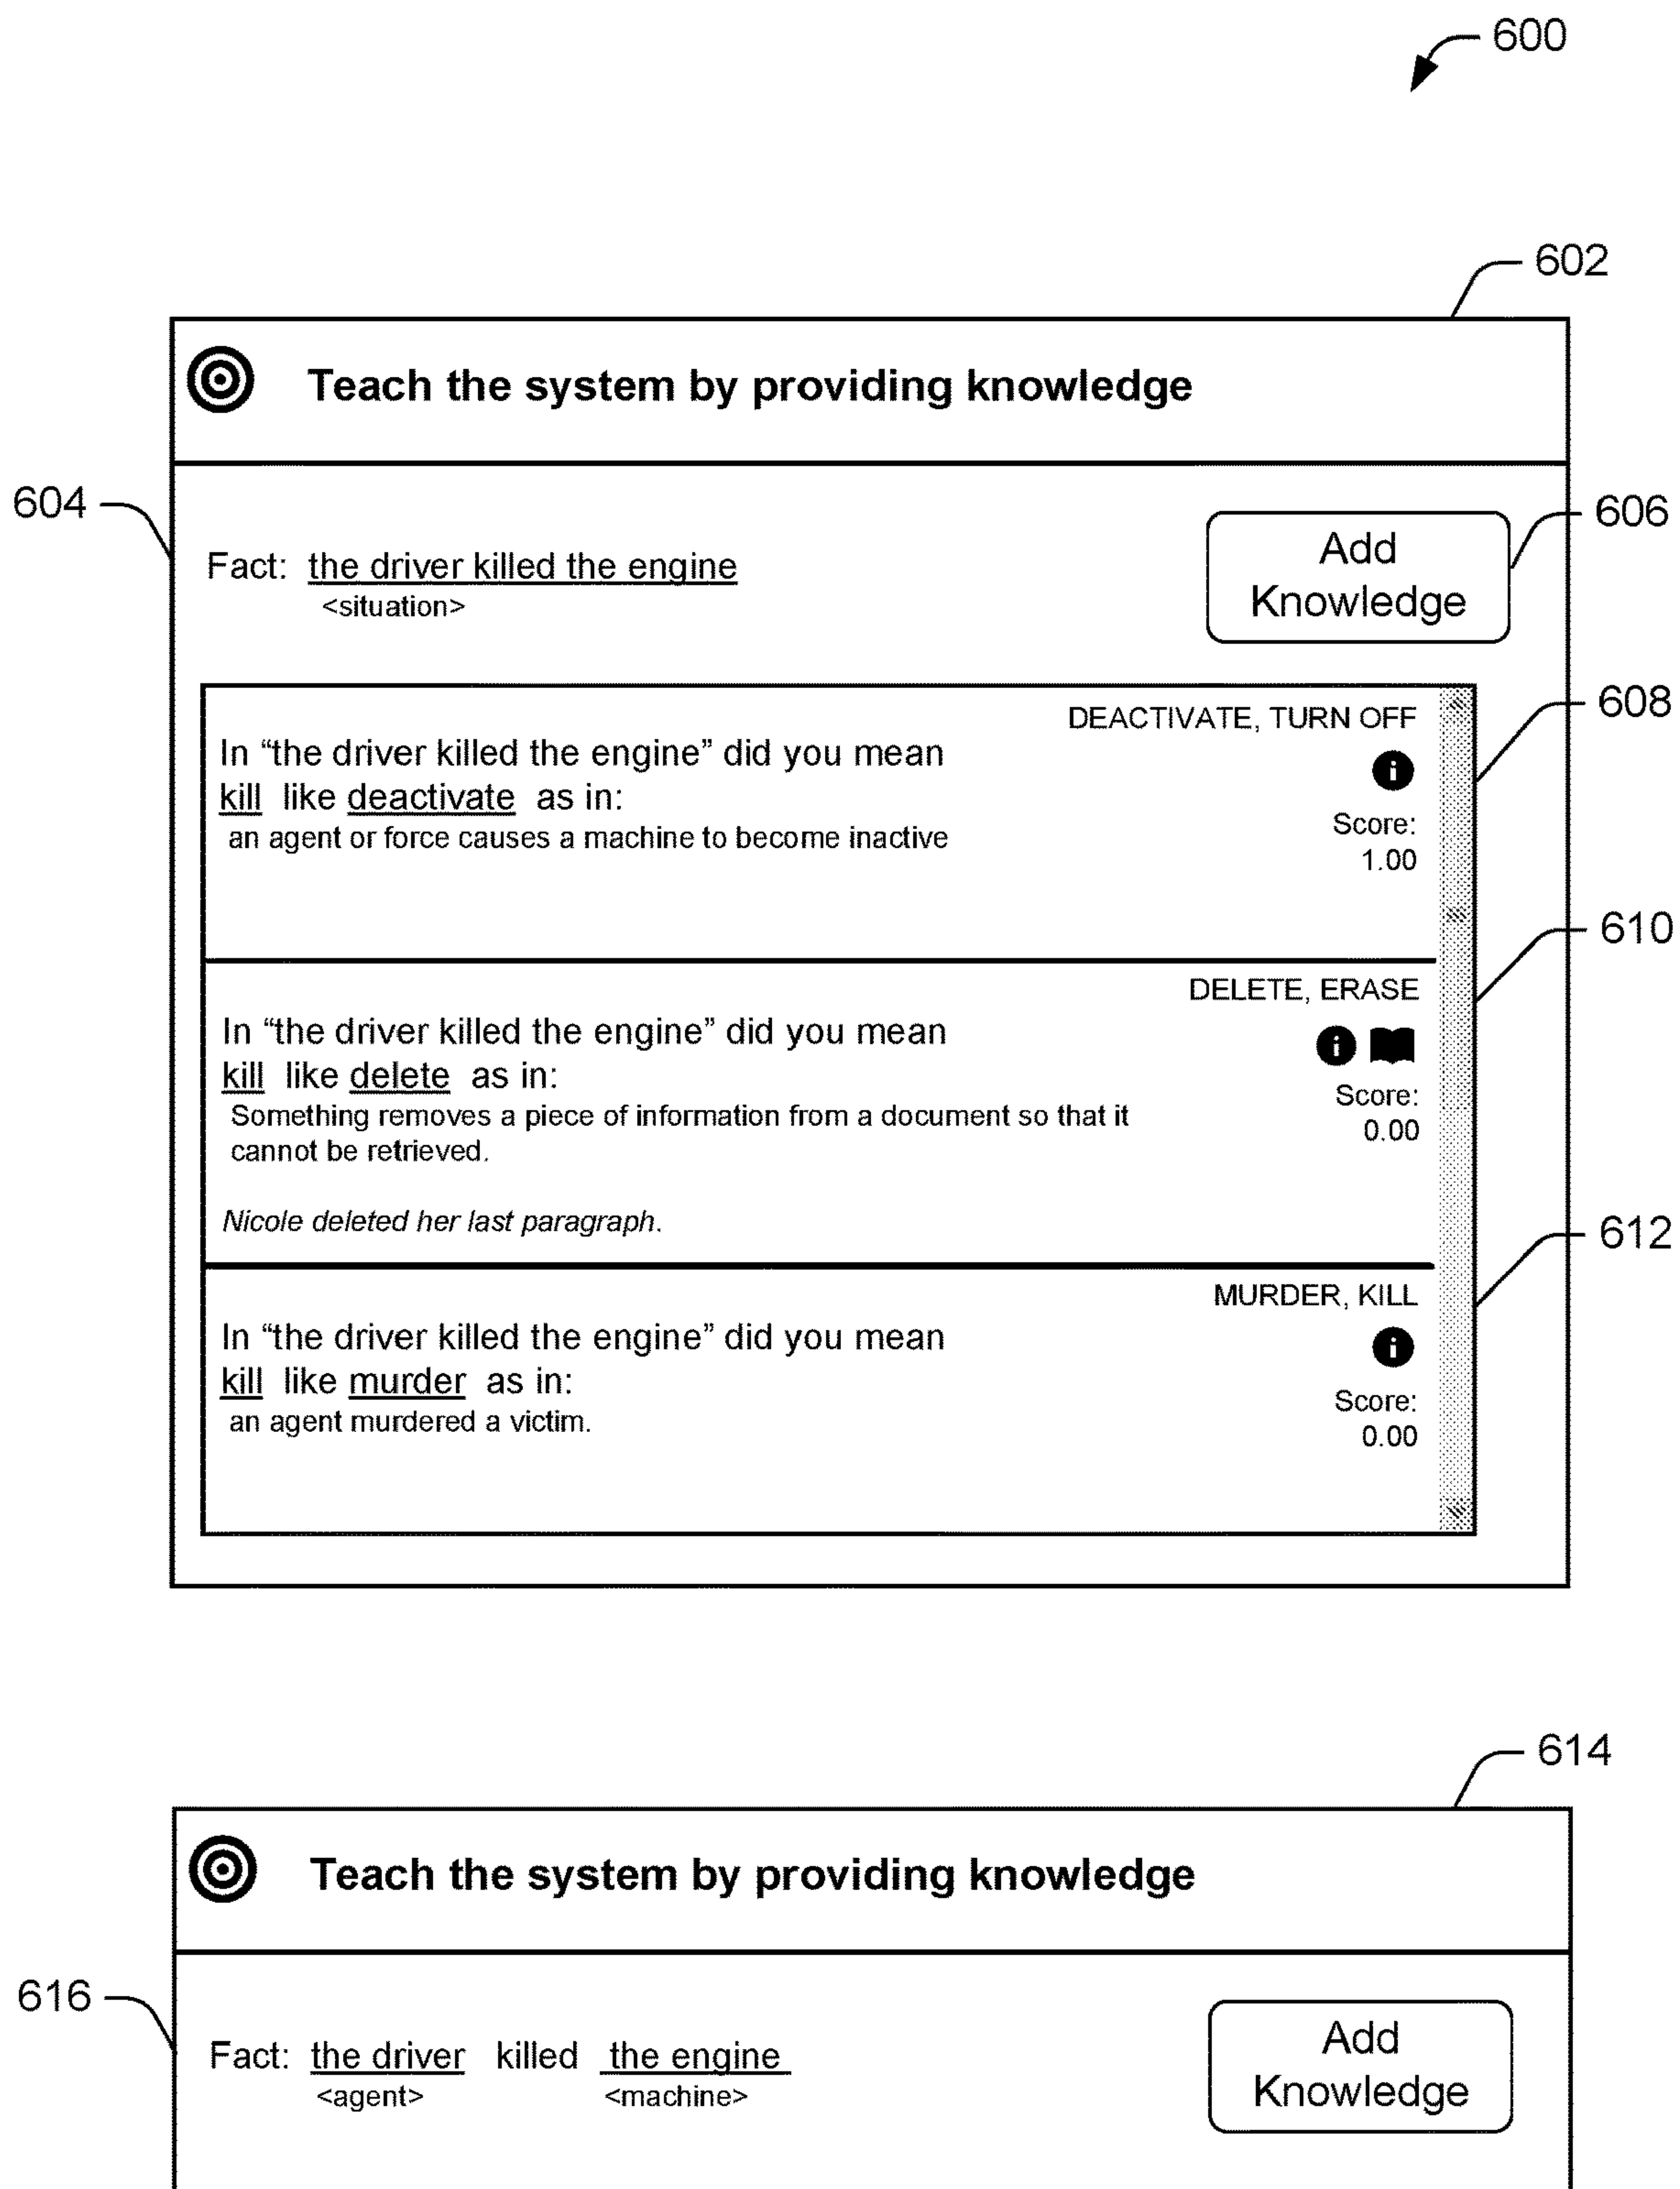 600
602
Teach the system by providing knowledge
604
606
Fact: the driver killed the engine
<situation>
Add
Knowledge
608
DEACTIVATE, TURN OFF
In “the driver killed the engine” did you mean
kill like deactivate as in:
an agent or force causes a machine to become inactive
Score:
1.00
610
DELETE, ERASE
In “the driver killed the engine” did you mean
kill like delete as in:
Something removes a piece of information from a document so that it
cannot be retrieved.
Score:
0.00
Nicole deleted her last paragraph.
612
MURDER, KILL
In “the driver killed the engine” did you mean
kill like murder as in:
an agent murdered a victim.
Score:
0.00
614
Teach the system by providing knowledge
616
Fact: the driver killed the engine
<agent> <machine>
Add
Knowledge